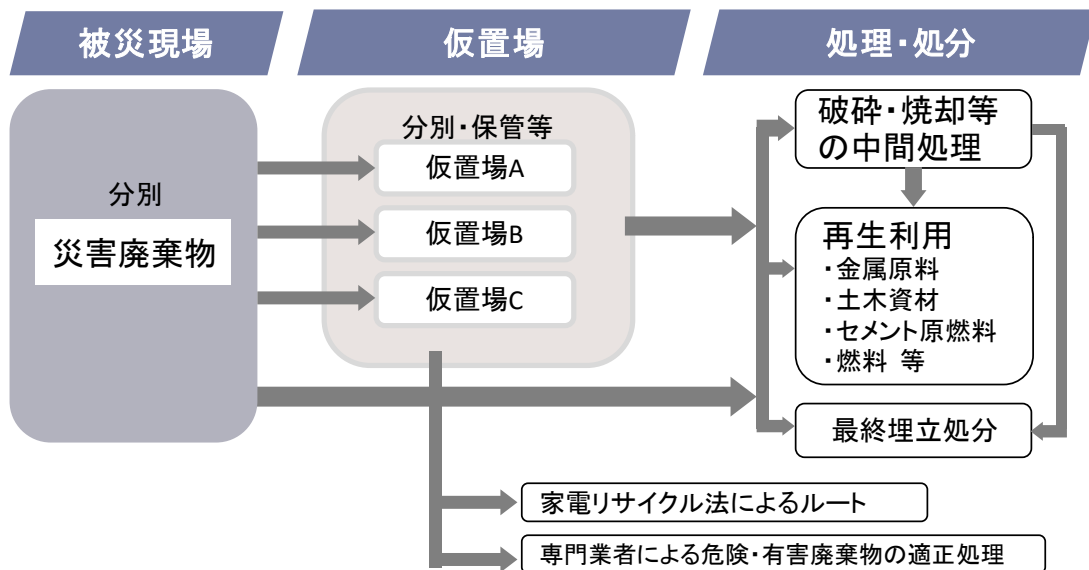 被災現場
仮置場
処理・処分
分別
災害廃棄物
分別・保管等
仮置場A
仮置場B
仮置場C
破砕・焼却等
の中間処理
再生利用
・金属原料
・土木資材
・セメント原燃料
・燃料 等
最終埋立処分
家電リサイクル法によるルート
専門業者による危険・有害廃棄物の適正処理